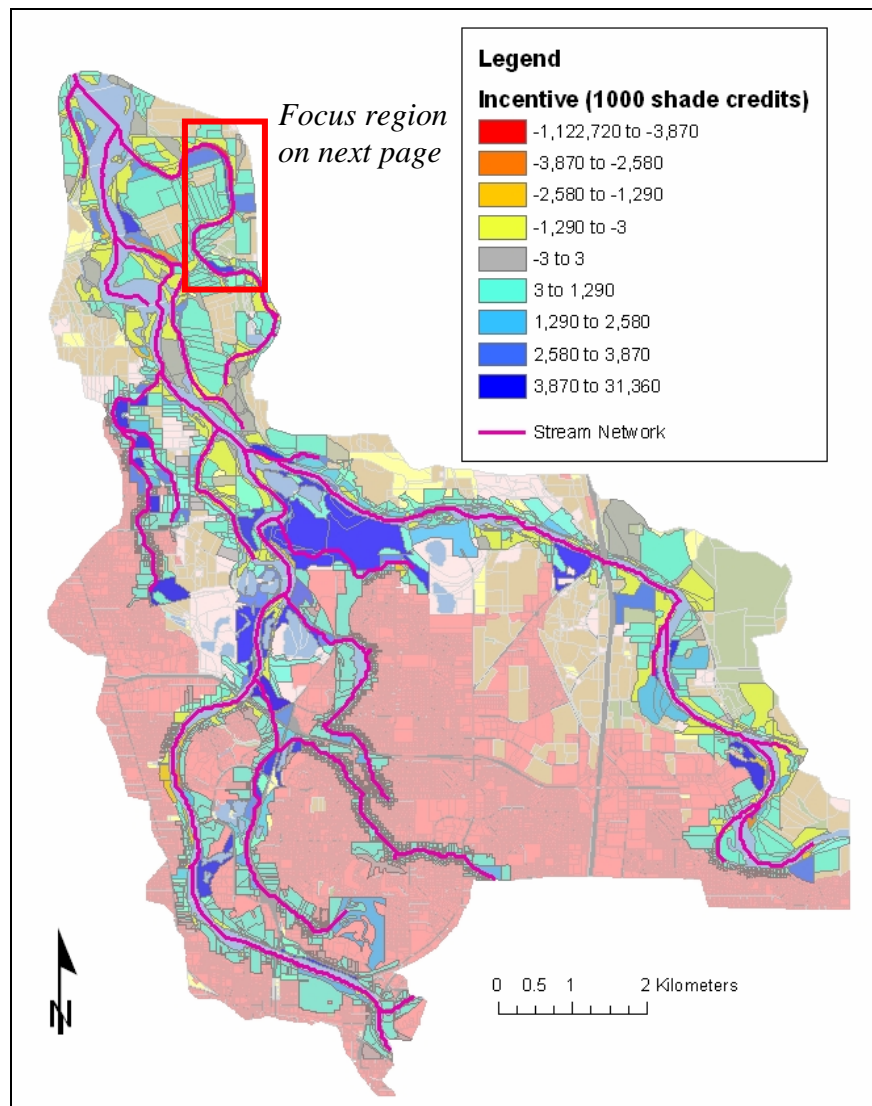 Legend
Incentive (1000 shade credits)
-1,122,720 to -3,870
-3,870 to -2,580
-2,580 to -1,290
-1,290 to -3
-3 to 3
3 to 1,290
1,290 to 2,580
2,580 to 3,870
3,870 to 31,360
Stream Network
Focus region
on next page
0 0.5 1 2 Kilometers
N